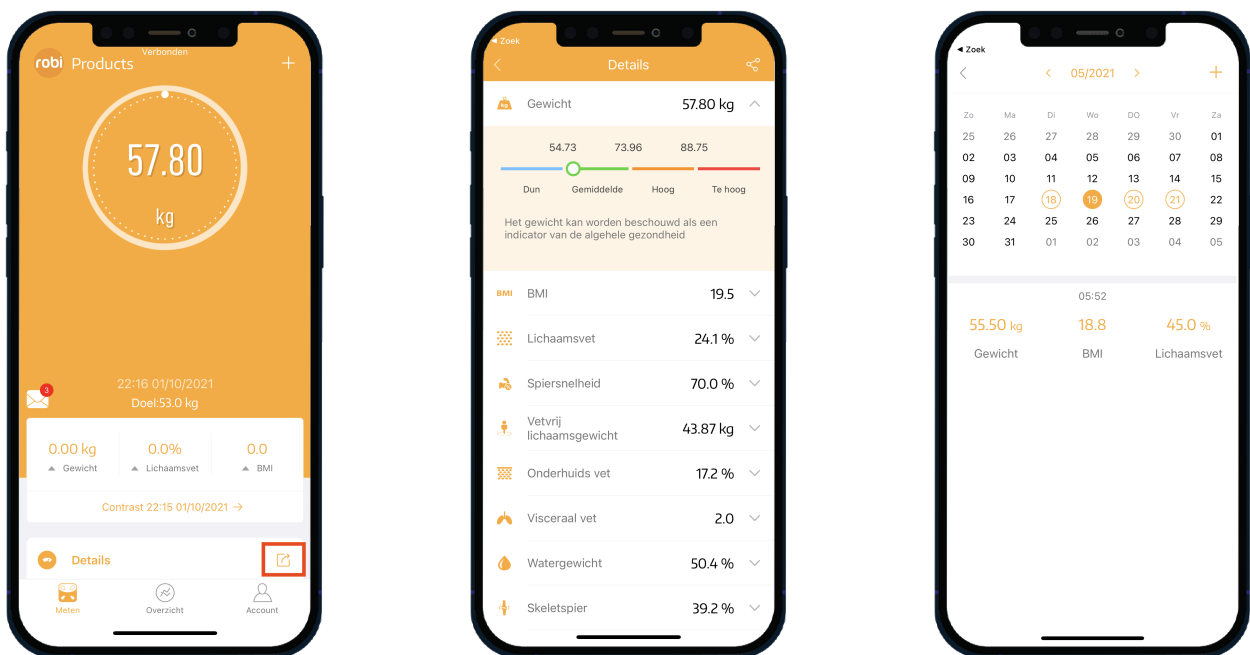 Verbonden
robi Products
57.80
kg
22:16 01/10/2021
3
Doel:53.0 kg
0.00 kg 0.0% 0.0
Gewicht Lichaamsvet BMI
Contrast 22:15 01/10/2021 →
Details
Meten Overzicht Account
◀ Zoek
Details
kg Gewicht 57.80 kg
54.73 73.96 88.75
Dun Gemiddelde Hoog Te hoog
Het gewicht kan worden beschouwd als een
indicator van de algehele gezondheid
BMI BMI 19.5
Lichaamsvet 24.1 %
Spiersnelheid 70.0 %
Vetvrij
lichaamsgewicht 43.87 kg
Onderhuids vet 17.2 %
Visceraal vet 2.0
Watergewicht 50.4 %
Skeletspier 39.2 %
◀ Zoek
< 05/2021 > +
Zo Ma Di Wo DO Vr Za
25 26 27 28 29 30 01
02 03 04 05 06 07 08
09 10 11 12 13 14 15
16 17 18 19 20 21 22
23 24 25 26 27 28 29
30 31 01 02 03 04 05
05:52
55.50 kg 18.8 45.0 %
Gewicht BMI Lichaamsvet